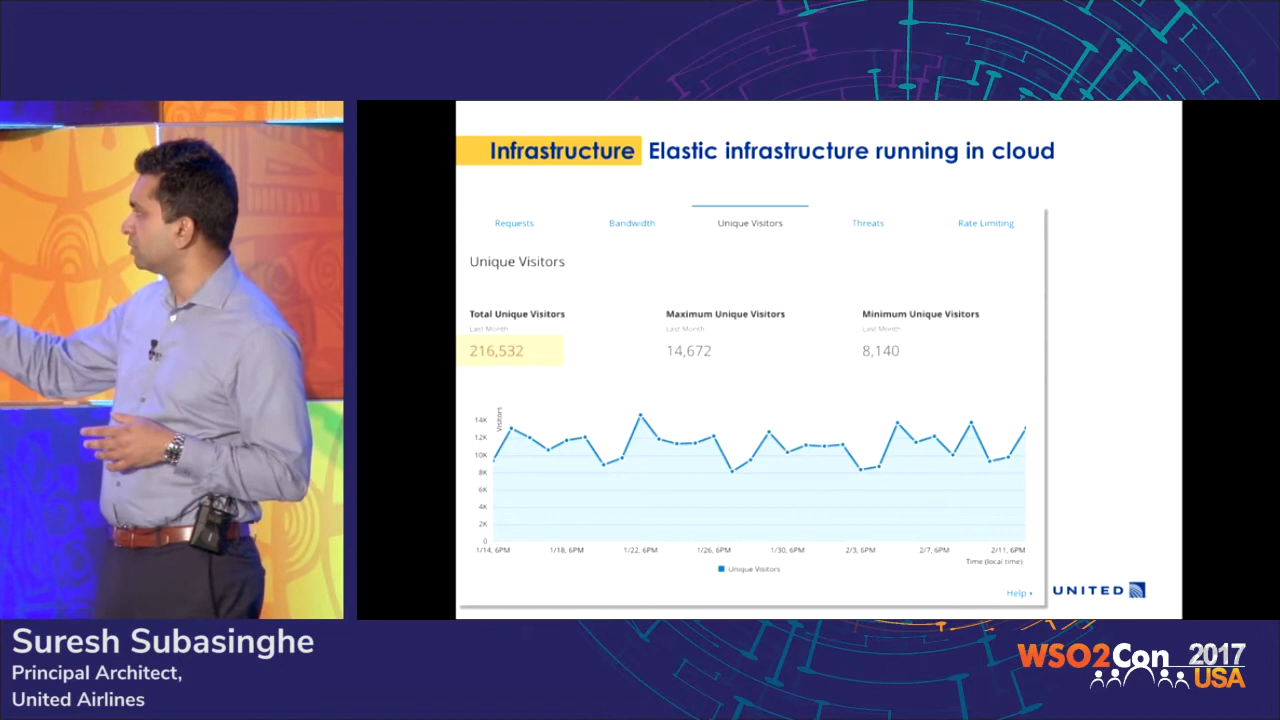 Infrastructure Elastic infrastructure running in cloud
Requests Bandwidth Unique Visitors Threats Rate Limiting
Unique Visitors
Total Unique Visitors Maximum Unique Visitors Minimum Unique Visitors
Last Month Last Month Last Month
216,532 14,672 8,140
Visitors
14K
12K
10K
8K
6K
4K
2K
0
1/14, 6PM 1/18, 6PM 1/22, 6PM 1/26, 6PM 1/30, 6PM 2/3, 6PM 2/7, 6PM 2/11, 6PM
Time (local time)
Unique Visitors
Help
UNITED
Suresh Subasinghe
Principal Architect,
United Airlines
WSO2Con 2017
USA